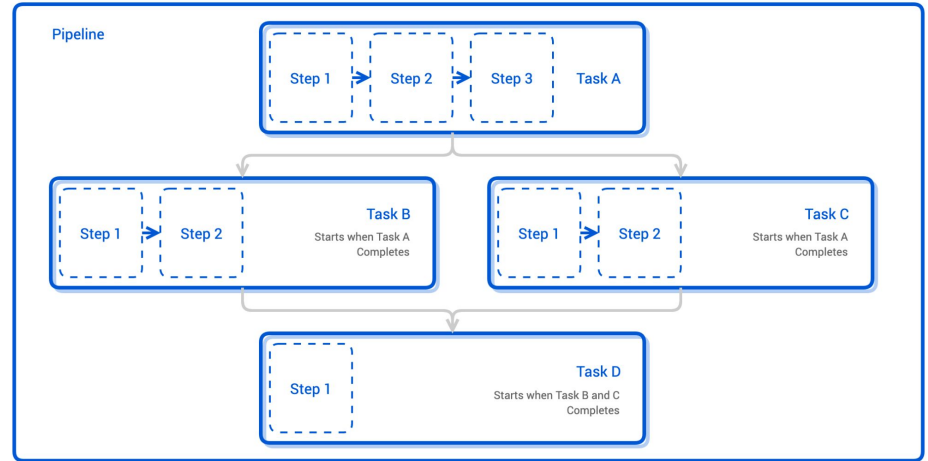 Pipeline
Step 1
Step 2
Step 3
Task A
Step 1
Step 2
Task B
Starts when Task A
Completes
Step 1
Step 2
Task C
Starts when Task A
Completes
Step 1
Task D
Starts when Task B and C
Completes